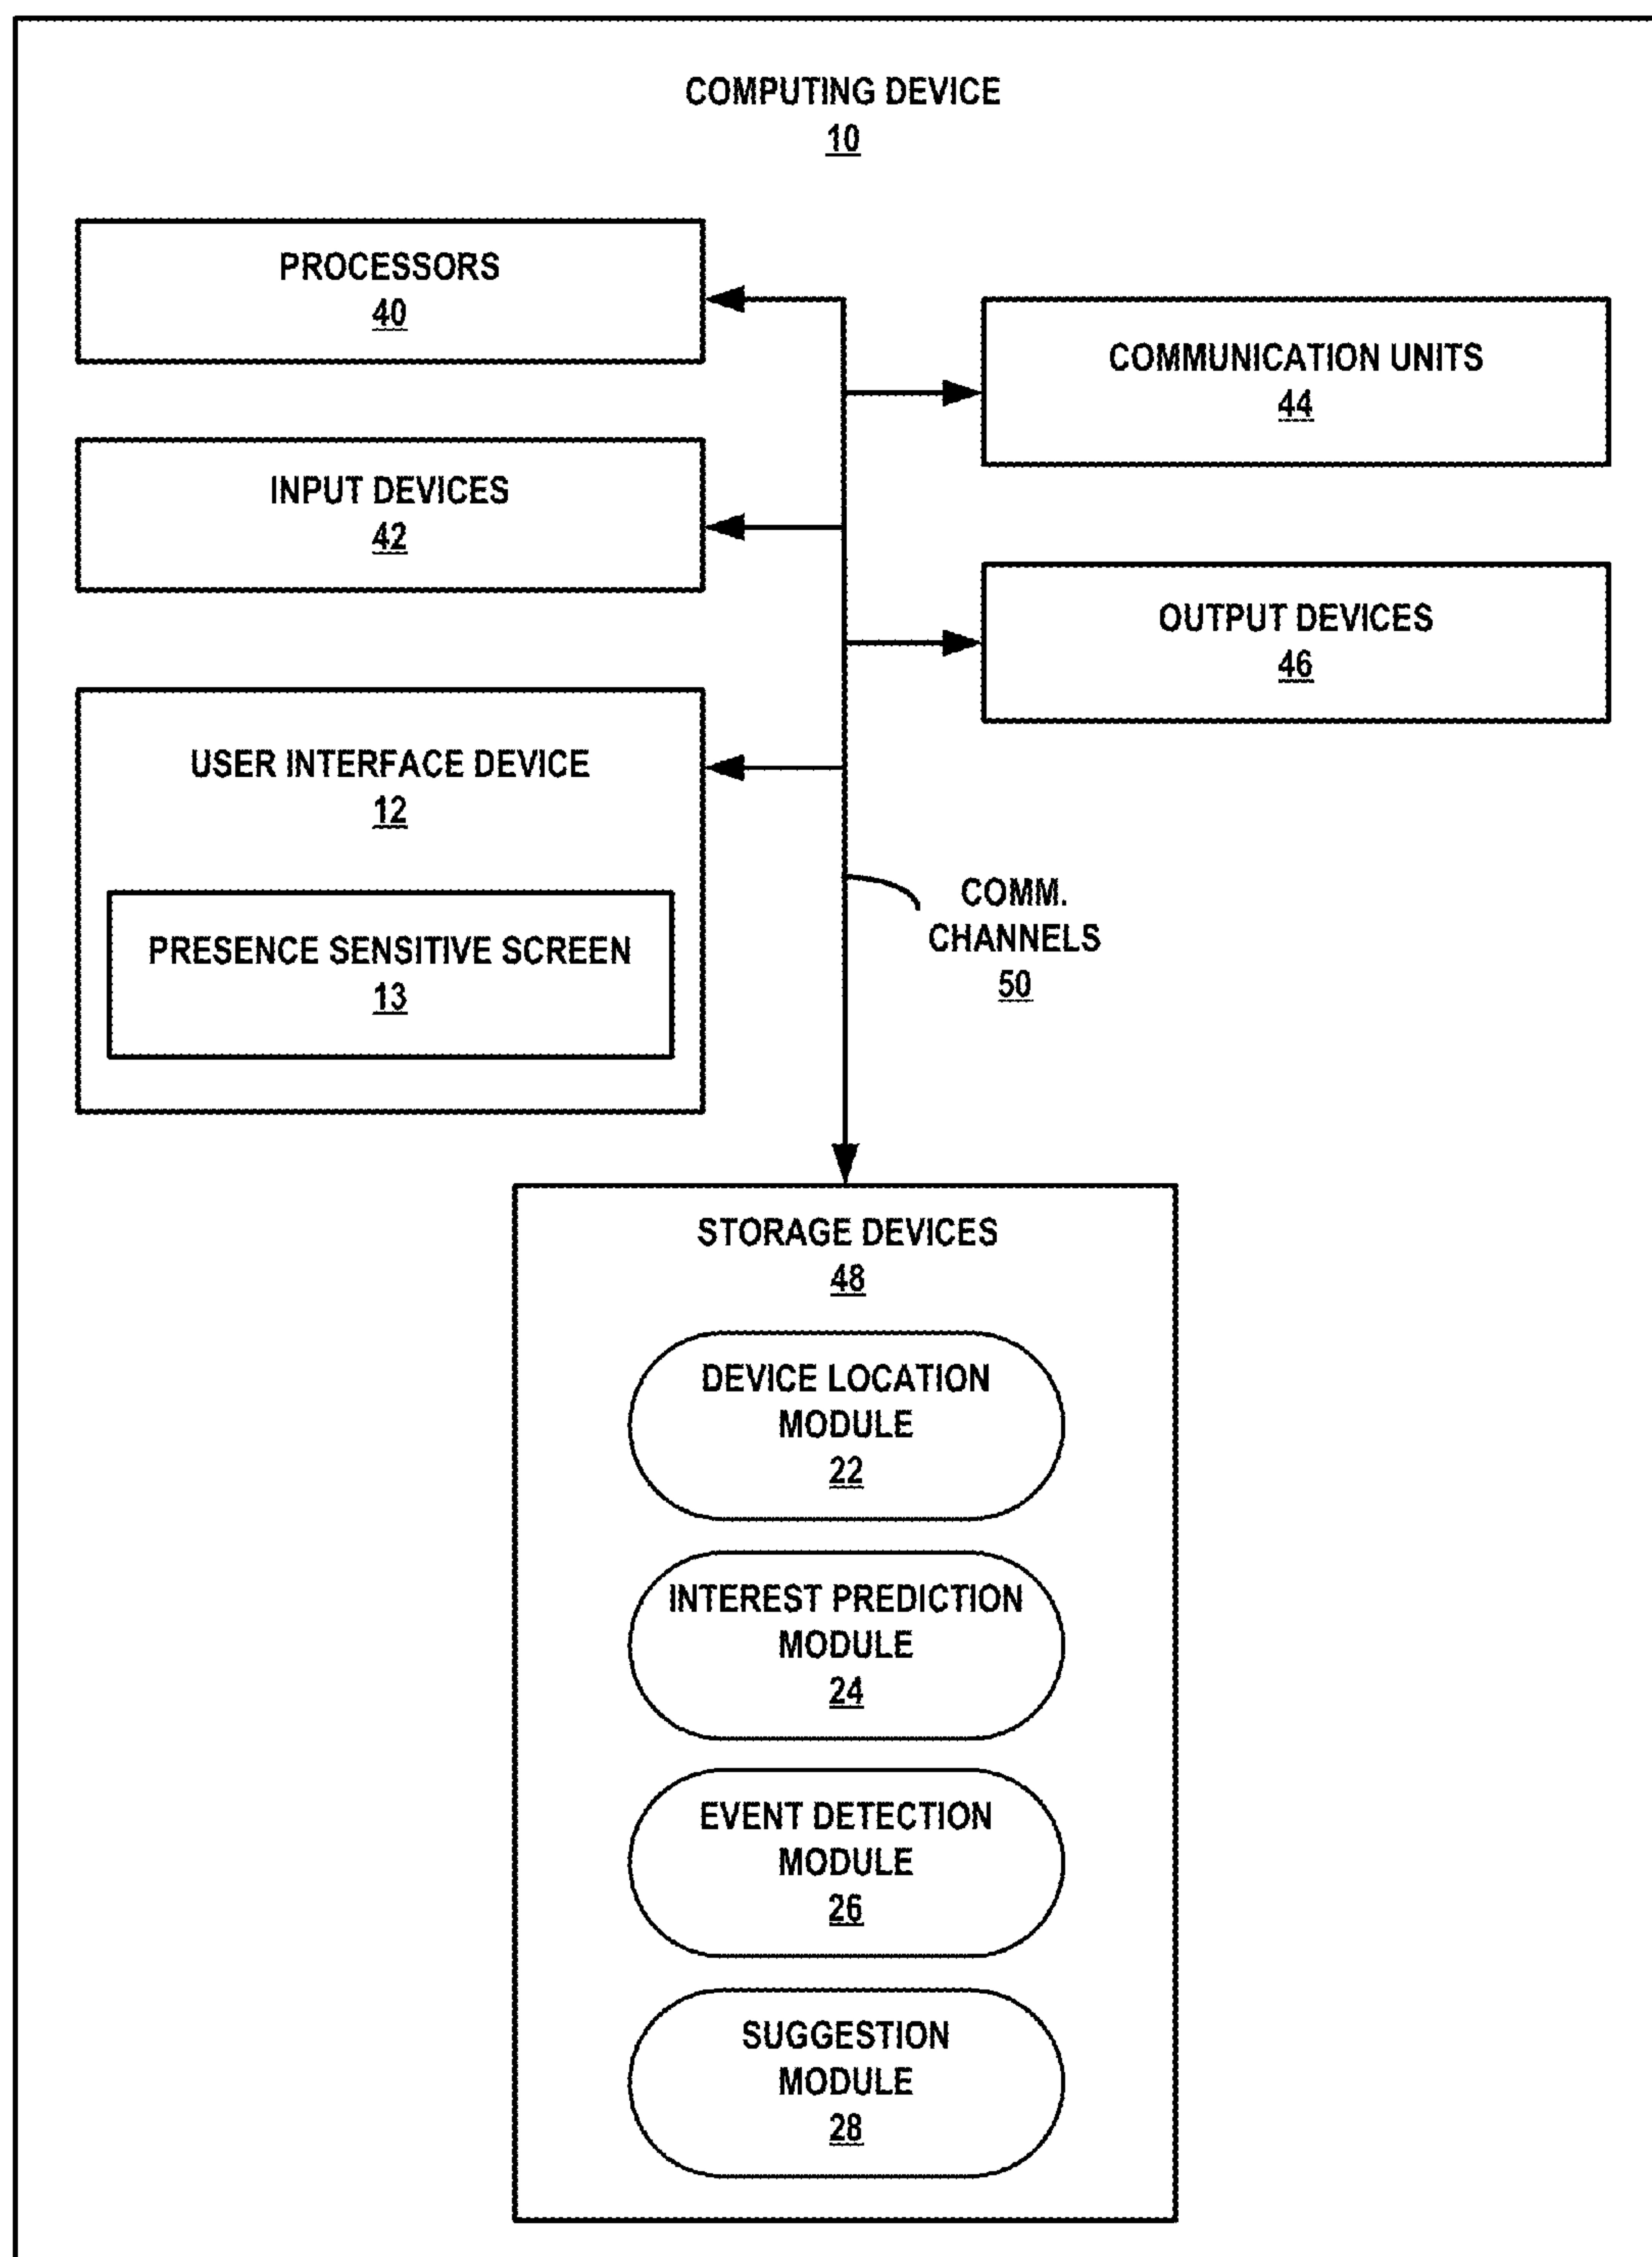 COMPUTING DEVICE
10
PROCESSORS
40
COMMUNICATION UNITS
44
INPUT DEVICES
42
OUTPUT DEVICES
46
USER INTERFACE DEVICE
12
PRESENCE SENSITIVE SCREEN
13
COMM.
CHANNELS
50
STORAGE DEVICES
48
DEVICE LOCATION
MODULE
22
INTEREST PREDICTION
MODULE
24
EVENT DETECTION
MODULE
26
SUGGESTION
MODULE
28